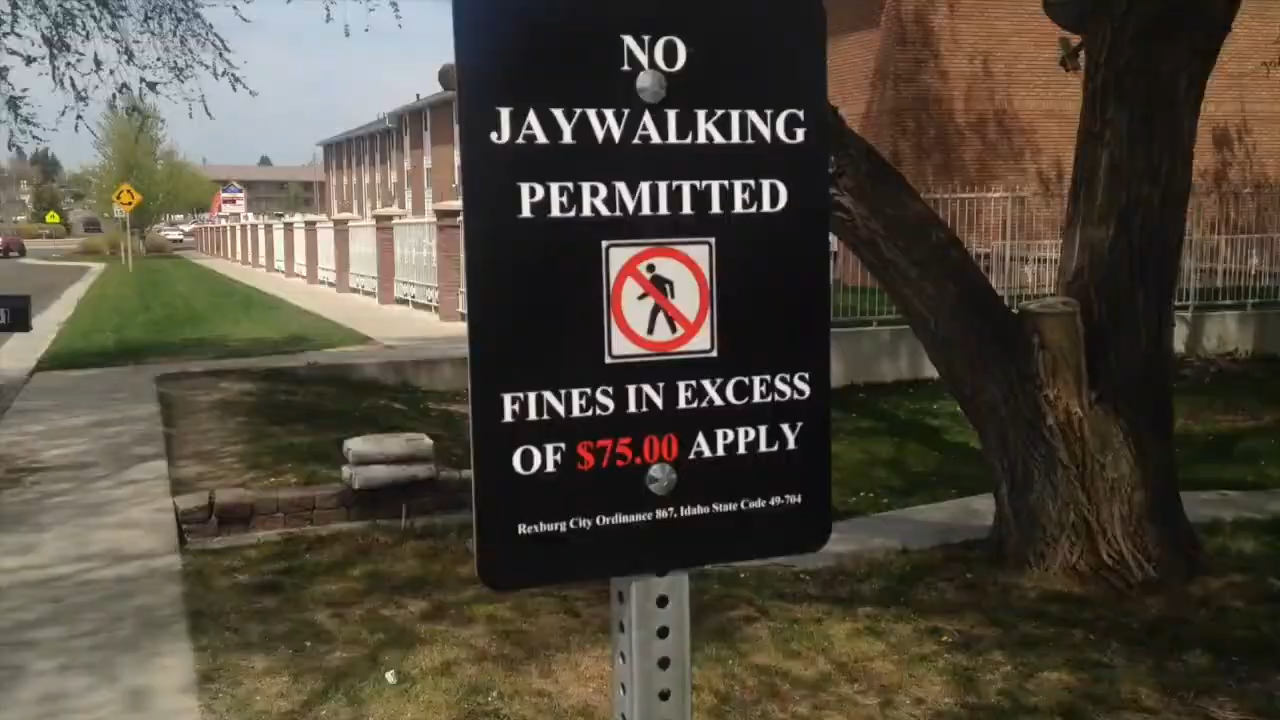 NO
JAYWALKING
PERMITTED
FINES IN EXCESS
OF $75.00 APPLY
Rexburg City Ordinance 867, Idaho State Code 49-704